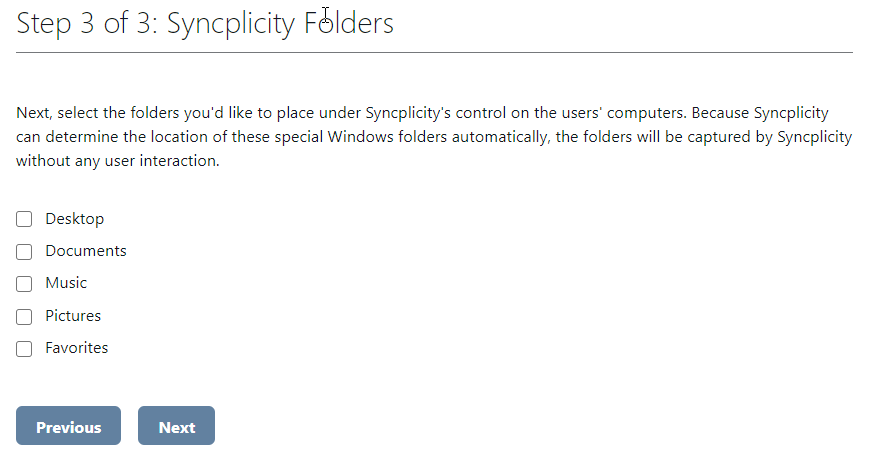 Step 3 of 3: Syncplicity Folders
Next, select the folders you'd like to place under Syncplicity's control on the users' computers. Because Syncplicity
can determine the location of these special Windows folders automatically, the folders will be captured by Syncplicity
without any user interaction.
Desktop
Documents
Music
Pictures
Favorites
Previous
Next